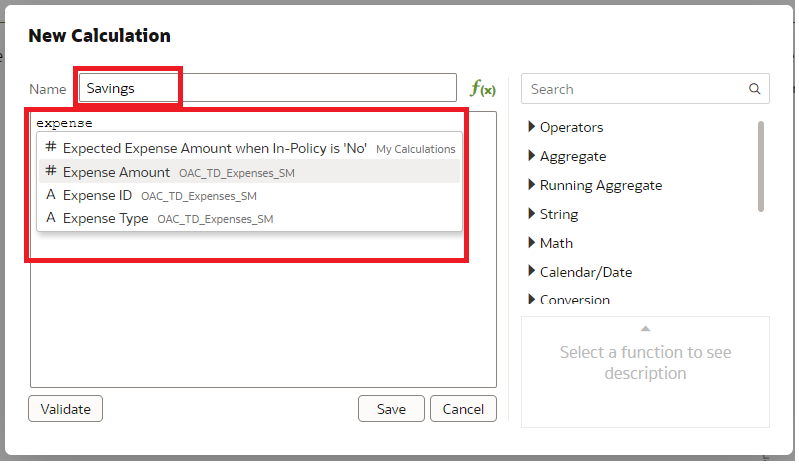 New Calculation
Name Savings f(x)
expense
# Expected Expense Amount when In-Policy is 'No' My Calculations
# Expense Amount OAC_TD_Expenses_SM
A Expense ID OAC_TD_Expenses_SM
A Expense Type OAC_TD_Expenses_SM
Validate
Save
Cancel
Search
Operators
Aggregate
Running Aggregate
String
Math
Calendar/Date
Conversion
Select a function to see
description